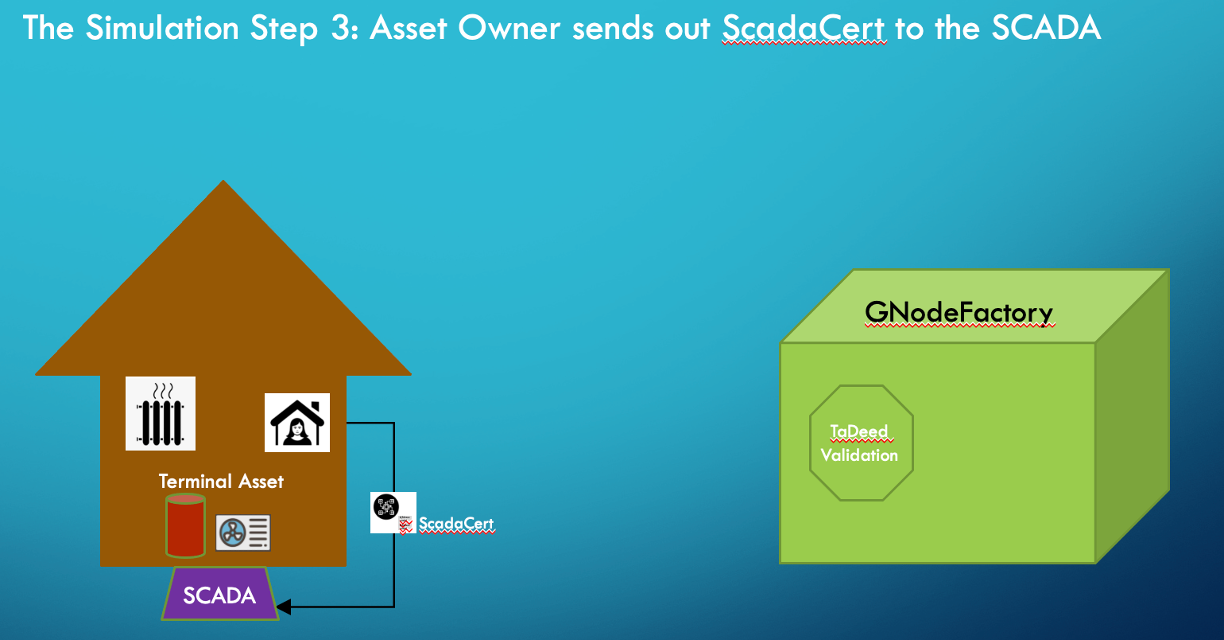 The Simulation Step 3: Asset Owner sends out ScadaCert to the SCADA
GNodeFactory
TaDeed
Validation
Terminal Asset
ScadaCert
SCADA